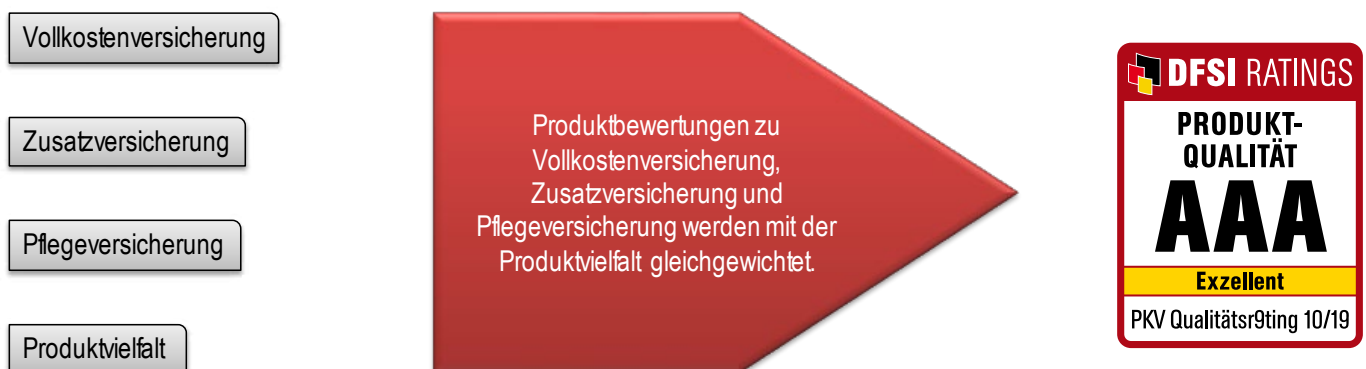 Vollkostenversicherung
Zusatzversicherung
Pflegeversicherung
Produktvielfalt
Produktbewertungen zu
Vollkostenversicherung,
Zusatzversicherung und
Pflegeversicherung werden mit der
Produktvielfalt gleichgewichtet.
DFSI RATINGS
PRODUKT-
QUALITÄT
AAA
Exzellent
PKV Qualitätsr9ting 10/19